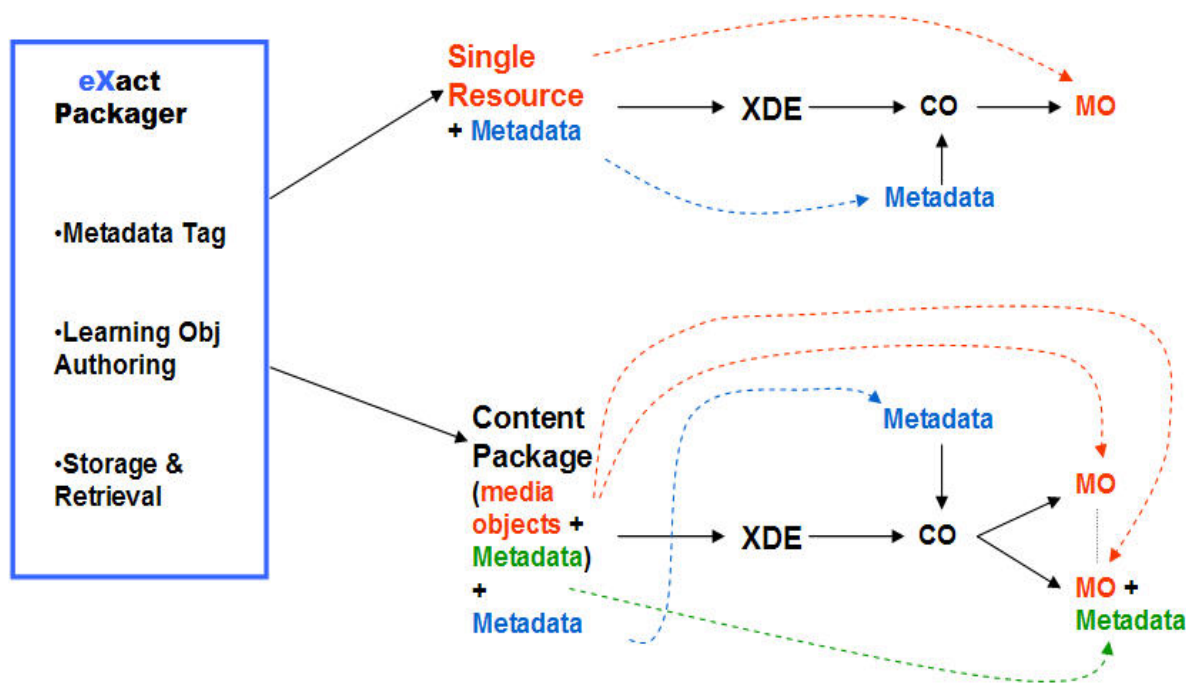 eXact
Packager
•Metadata Tag
•Learning Obj
Authoring
•Storage &
Retrieval
Single
Resource
+ Metadata
XDE
CO
MO
Metadata
Content
Package
(media
objects +
Metadata)
+
Metadata
XDE
Metadata
CO
MO
MO +
Metadata